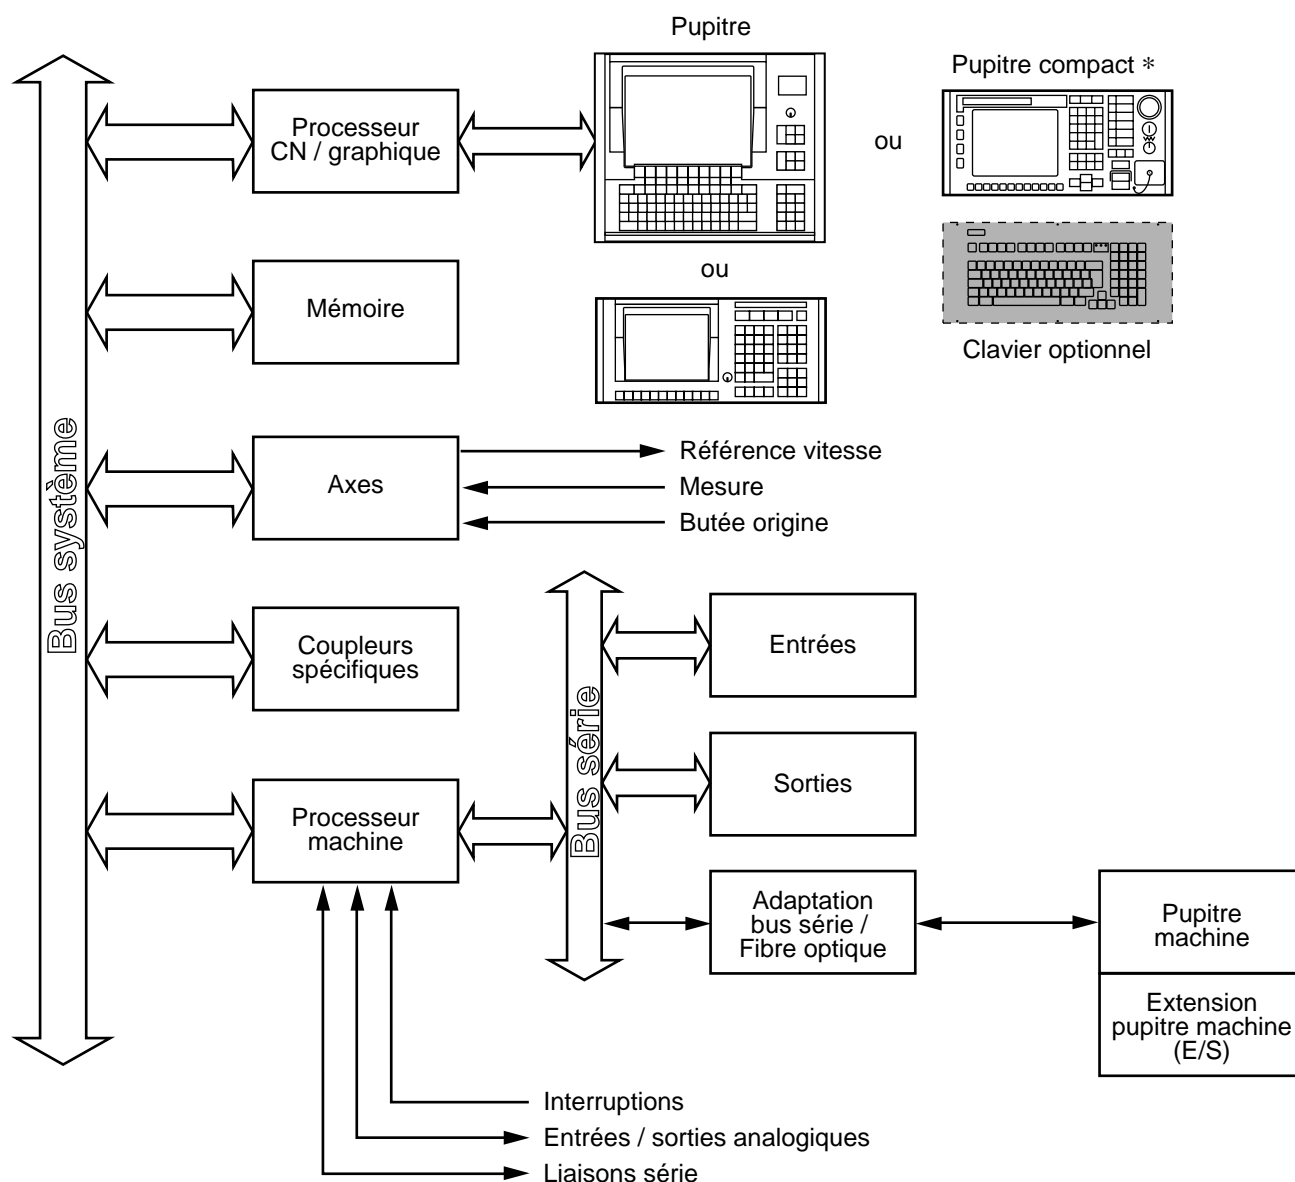 Pupitre
Pupitre compact *
Processeur
CN / graphique
ou
ou
Clavier optionnel
Mémoire
Bus système
Axes
Référence vitesse
Mesure
Butée origine
Coupleurs
spécifiques
Bus série
Entrées
Sorties
Processeur
machine
Adaptation
bus série /
Fibre optique
Pupitre
machine
Extension
pupitre machine
(E/S)
Interruptions
Entrées / sorties analogiques
Liaisons série